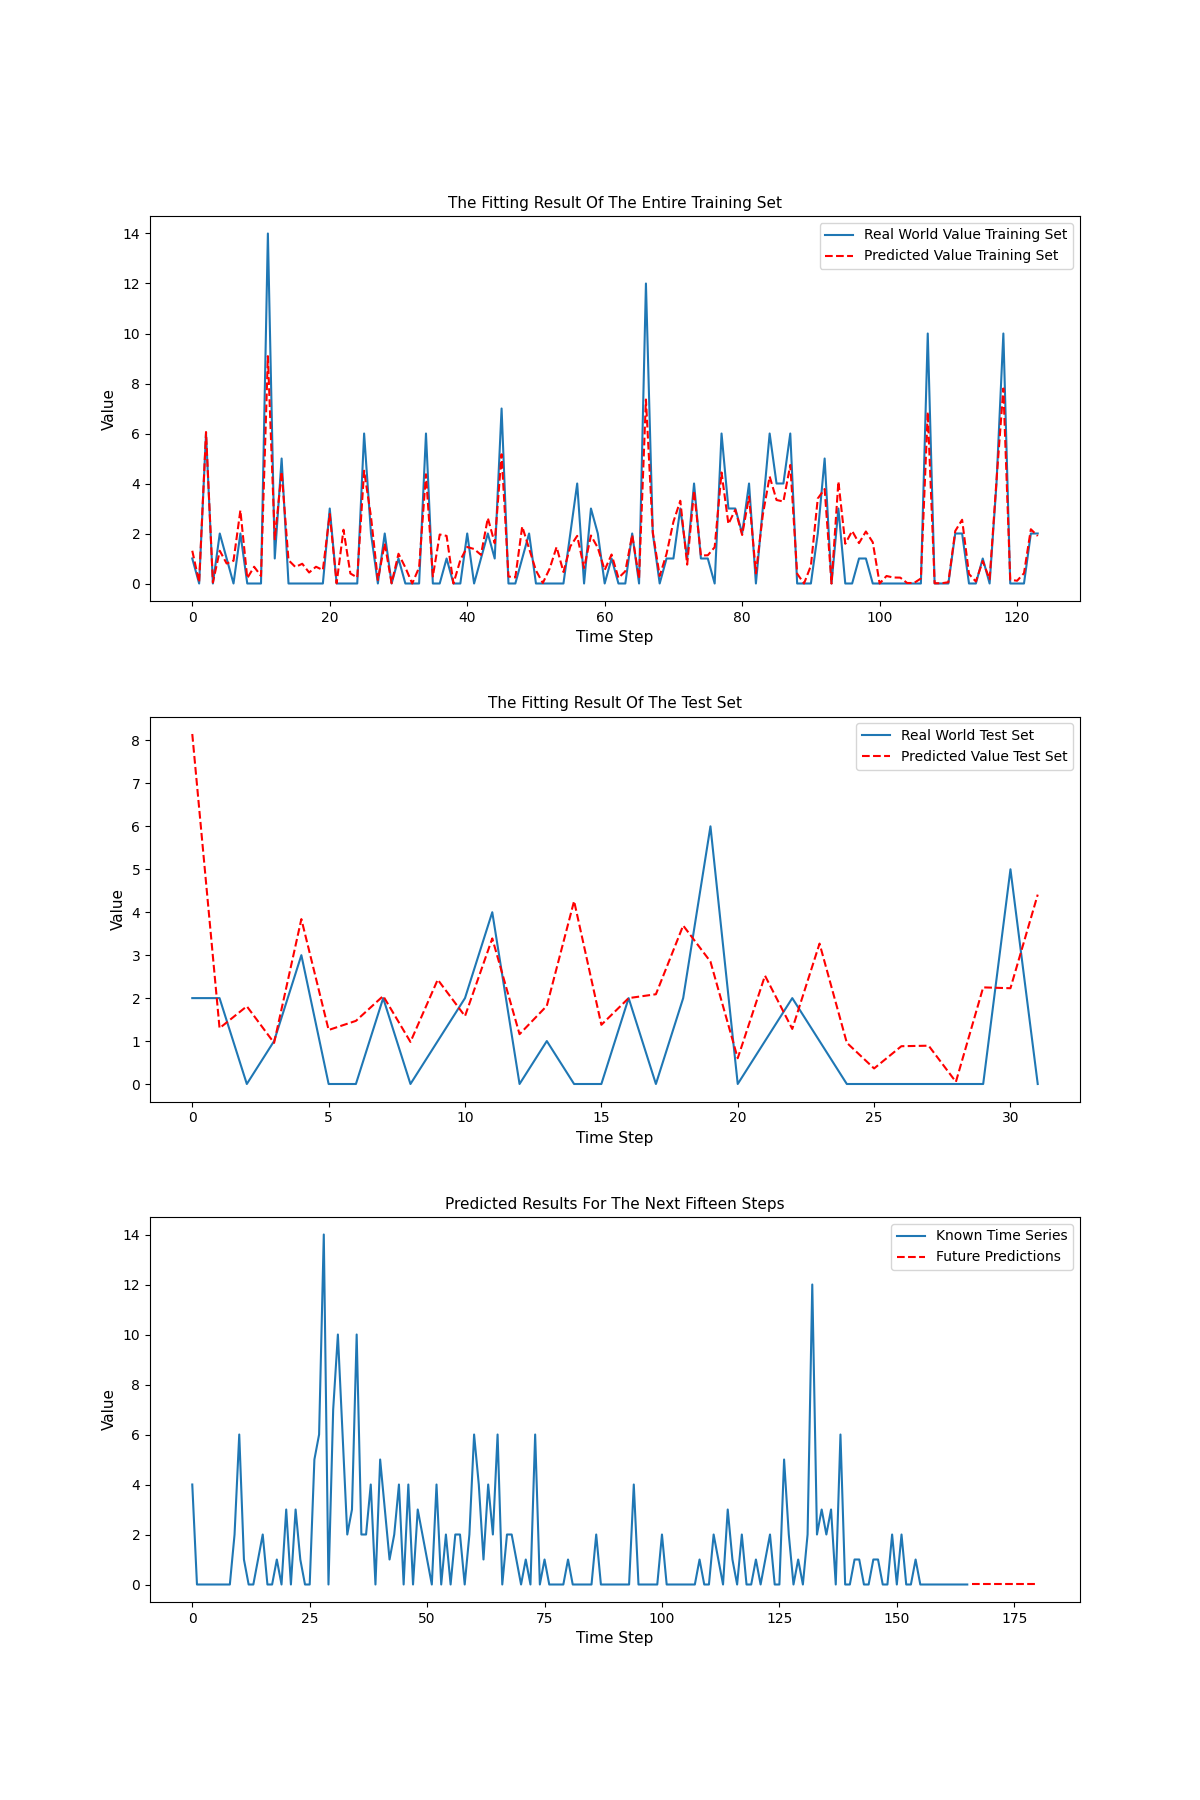 The Fitting Result Of The Entire Training Set
Real World Value Training Set
Predicted Value Training Set
Value
14
12
10
8
6
4
2
0
0 20 40 60 80 100 120
Time Step
The Fitting Result Of The Test Set
Real World Test Set
Predicted Value Test Set
Value
8
7
6
5
4
3
2
1
0
0 5 10 15 20 25 30
Time Step
Predicted Results For The Next Fifteen Steps
Known Time Series
Future Predictions
Value
14
12
10
8
6
4
2
0
0 25 50 75 100 125 150 175
Time Step